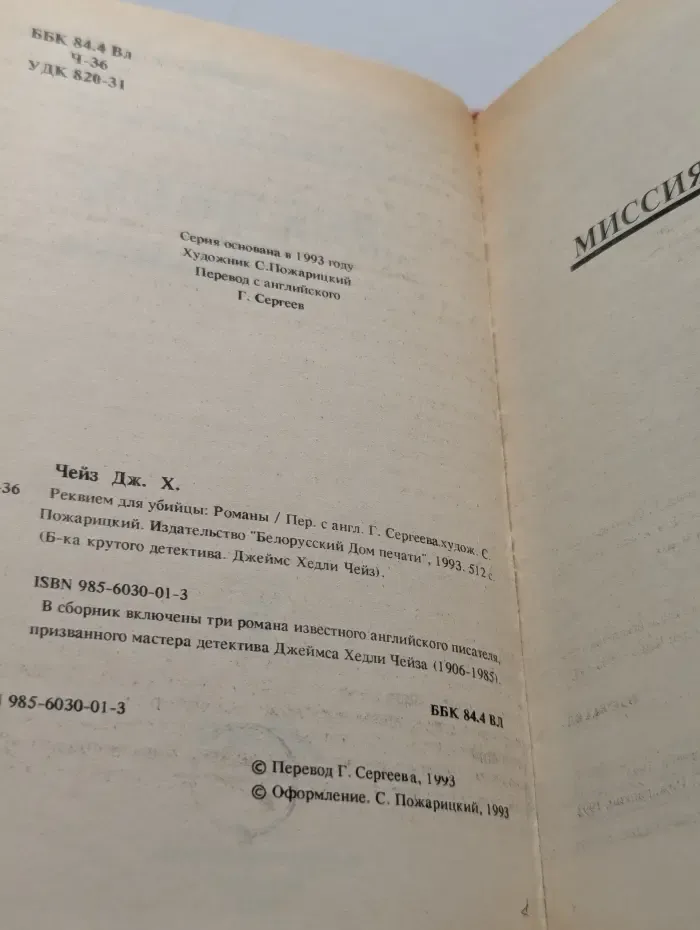 ББК 84.4 Вл
Ч-36
УДК 820-31
Серия основана в 1993 году
Художник С.Пожарицкий
Перевод с английского
Г. Сергеев
Чейз Дж. Х.
-36
Реквием для убийцы: Романы / Пер. с англ. Г. Сергеева.худож. С.
Пожарицкий. Издательство "Белорусский Дом печати", 1993. 512 с.
(Б-ка крутого детектива. Джеймс Хедли Чейз).
ISBN 985-6030-01-3
В сборник включены три романа известного английского писателя,
призванного мастера детектива Джеймса Хедли Чейза (1906-1985).
ББК 84.4 ВЛ
N 985-6030-01-3
© Перевод Г. Сергеева, 1993
© Оформление. С. Пожарицкий, 1993
МИССИЯ